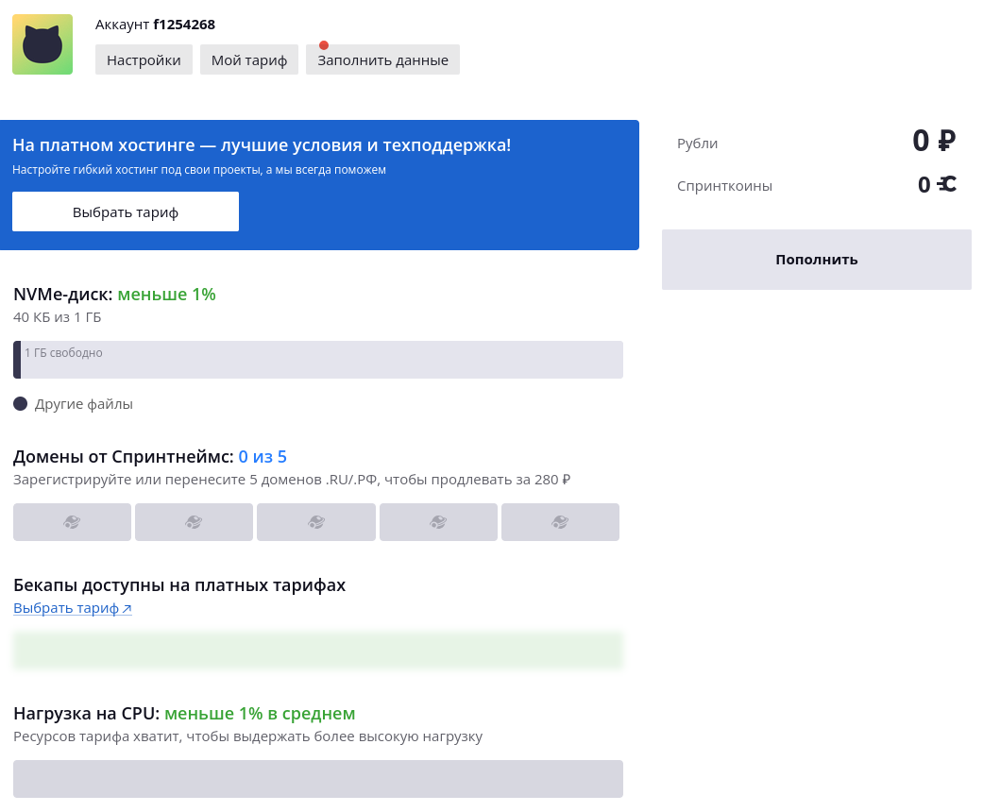 Аккаунт f1254268
Настройки
Мой тариф
Заполнить данные
На платном хостинге — лучшие условия и техподдержка!
Настройте гибкий хостинг под свои проекты, а мы всегда поможем
Выбрать тариф
Рубли
0 ₽
Спринткоины
0
Пополнить
NVMe-диск: меньше 1%
40 КБ из 1 ГБ
1 ГБ свободно
Другие файлы
Домены от Спринтнеймс: 0 из 5
Зарегистрируйте или перенесите 5 доменов .RU/.РФ, чтобы продлевать за 280 ₽
Бекапы доступны на платных тарифах
Выбрать тариф↗
Нагрузка на CPU: меньше 1% в среднем
Ресурсов тарифа хватит, чтобы выдержать более высокую нагрузку